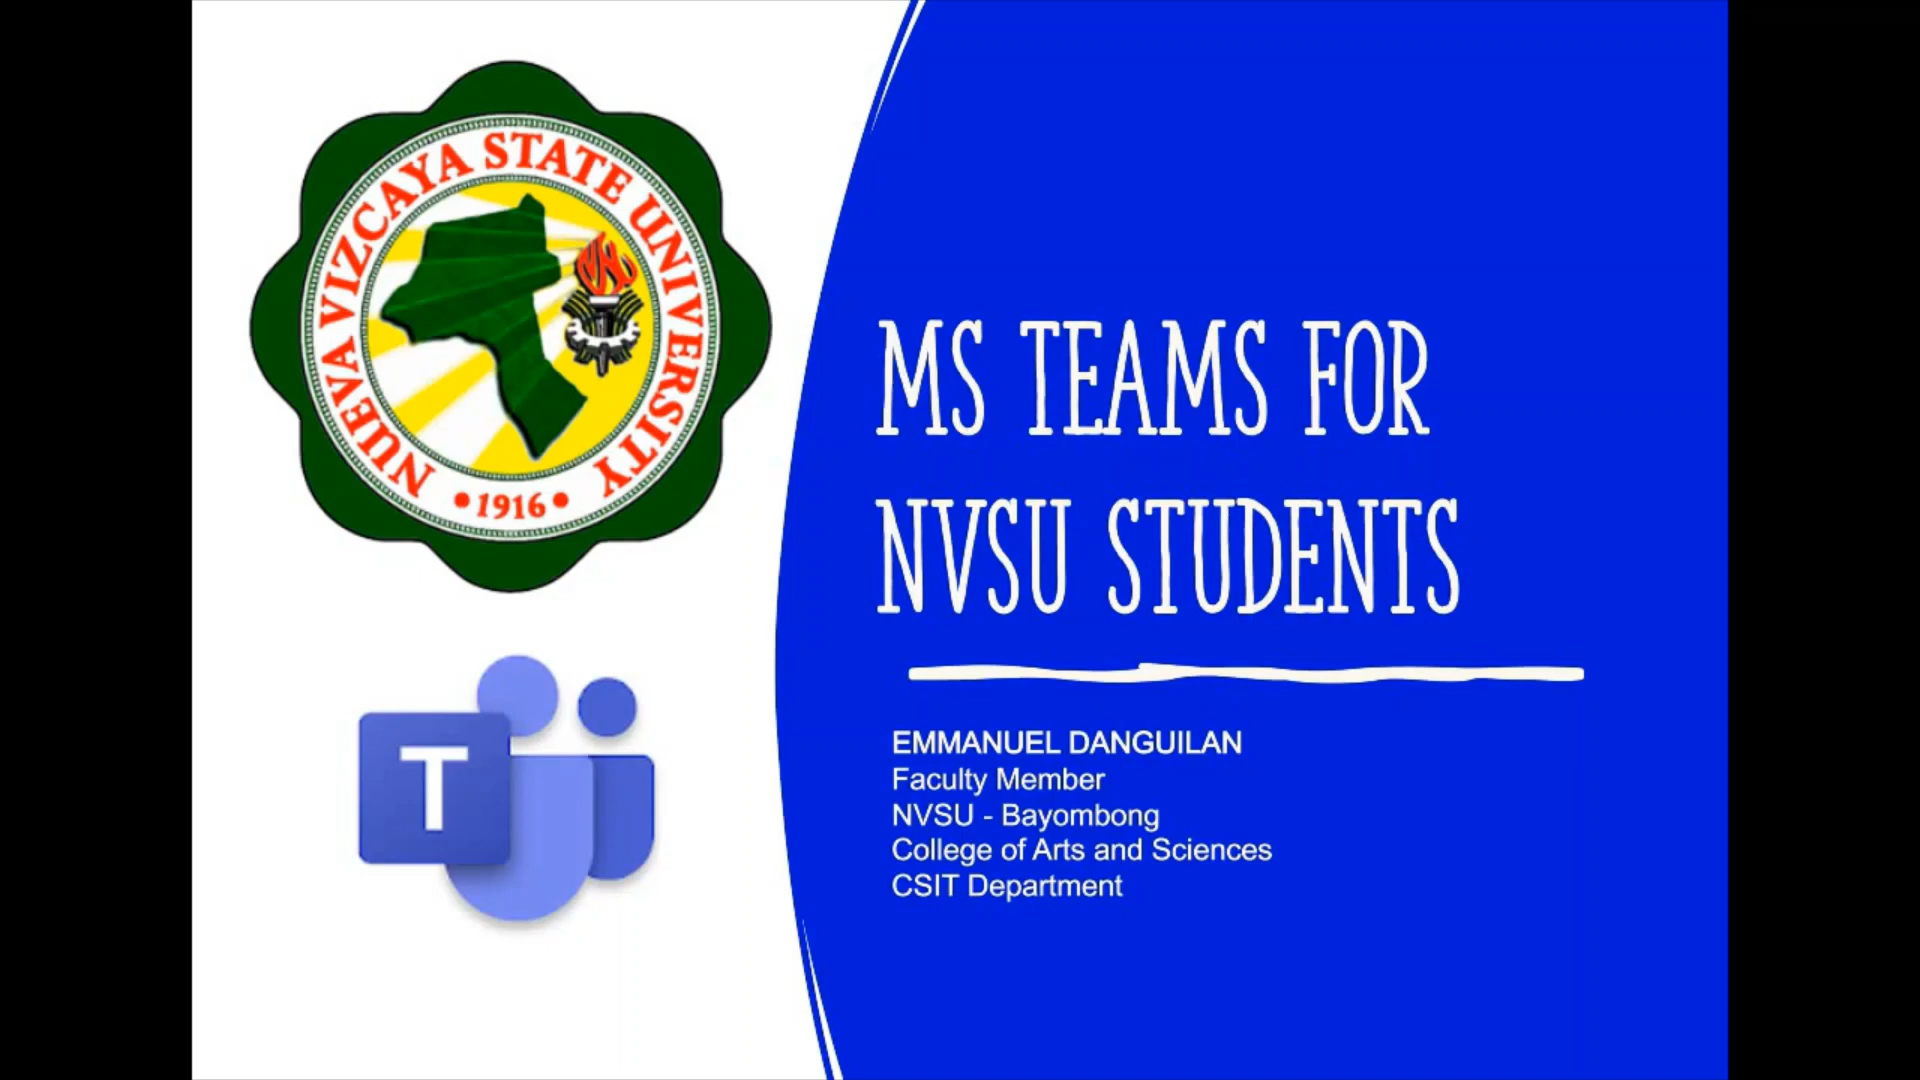 NUEVA VIZCAYA STATE UNIVERSITY
• 1916 •
T
MS TEAMS FOR
NVSU STUDENTS
EMMANUEL DANGUILAN
Faculty Member
NVSU - Bayombong
College of Arts and Sciences
CSIT Department